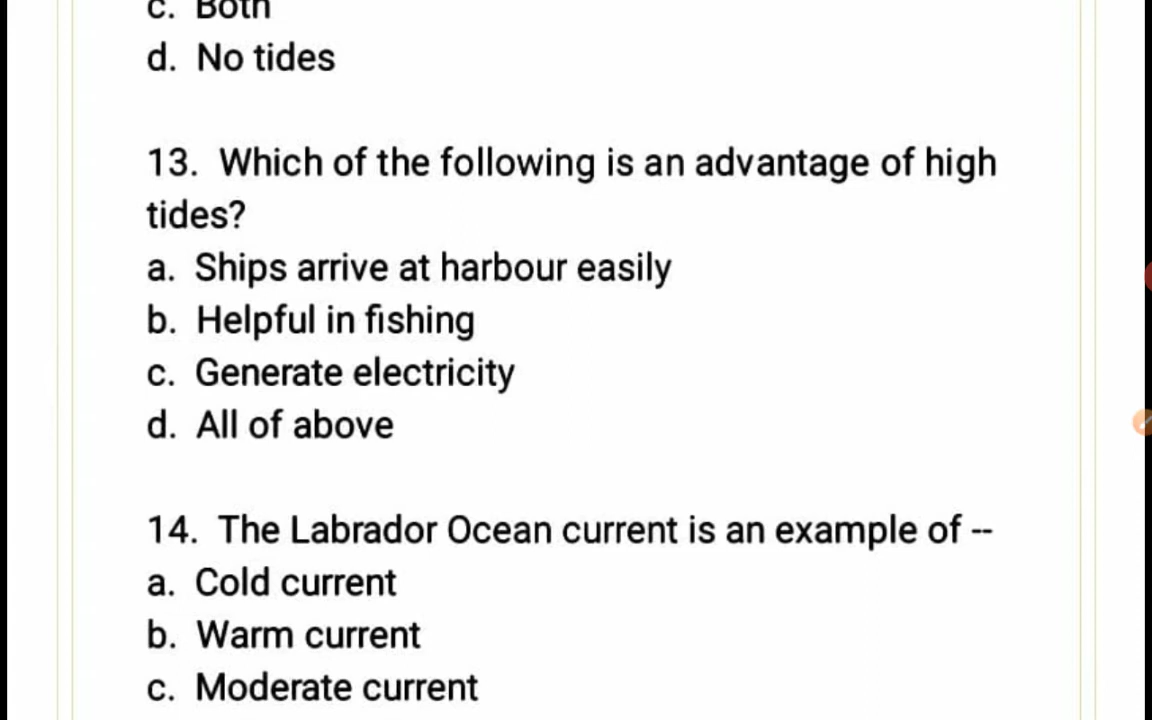 c. Both
d. No tides
13. Which of the following is an advantage of high
tides?
a. Ships arrive at harbour easily
b. Helpful in fishing
c. Generate electricity
d. All of above
14. The Labrador Ocean current is an example of --
a. Cold current
b. Warm current
c. Moderate current